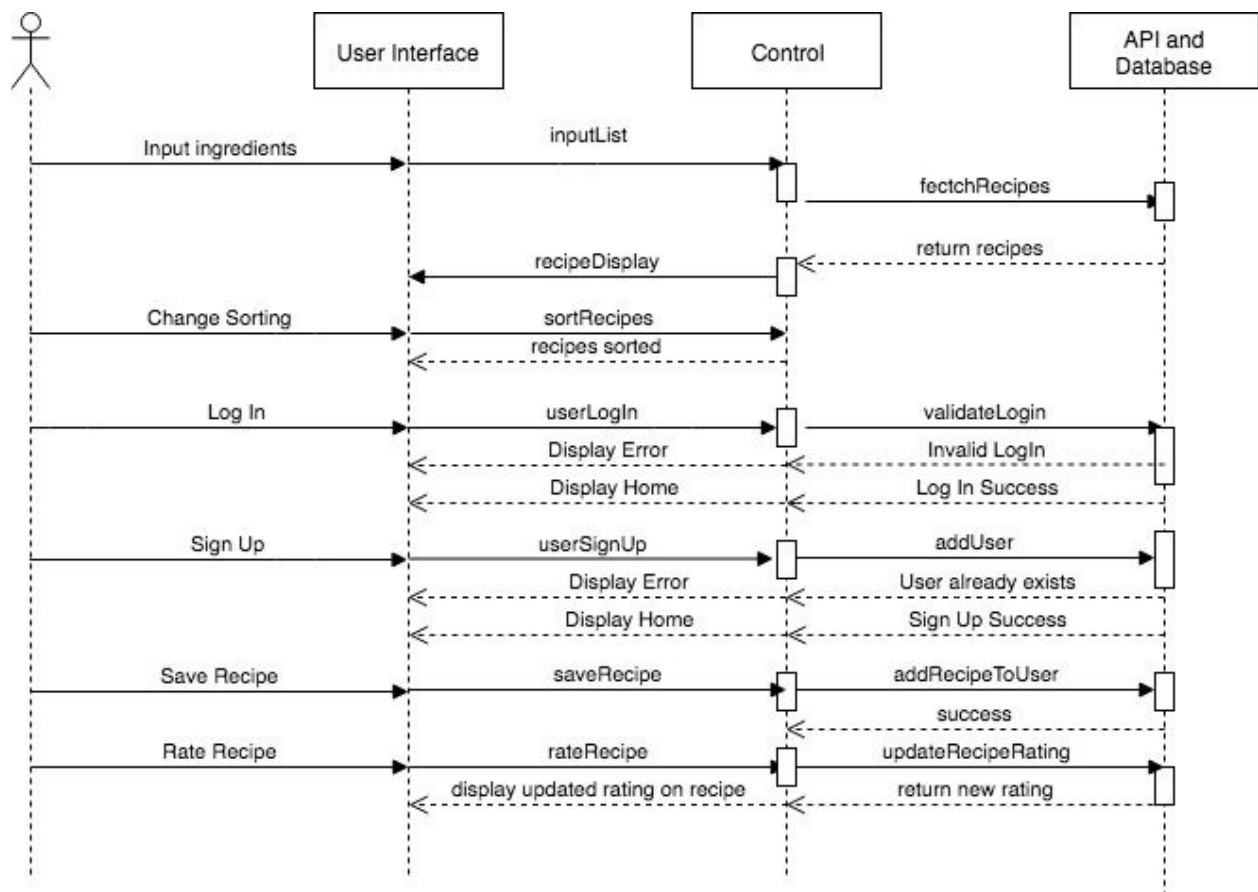 User Interface
Control
API and
Database
Input ingredients
inputList
fectchRecipes
return recipes
recipeDisplay
Change Sorting
sortRecipes
recipes sorted
Log In
userLogIn
validateLogin
Display Error
Invalid LogIn
Display Home
Log In Success
Sign Up
userSignUp
addUser
Display Error
User already exists
Display Home
Sign Up Success
Save Recipe
saveRecipe
addRecipeToUser
success
Rate Recipe
rateRecipe
updateRecipeRating
display updated rating on recipe
return new rating